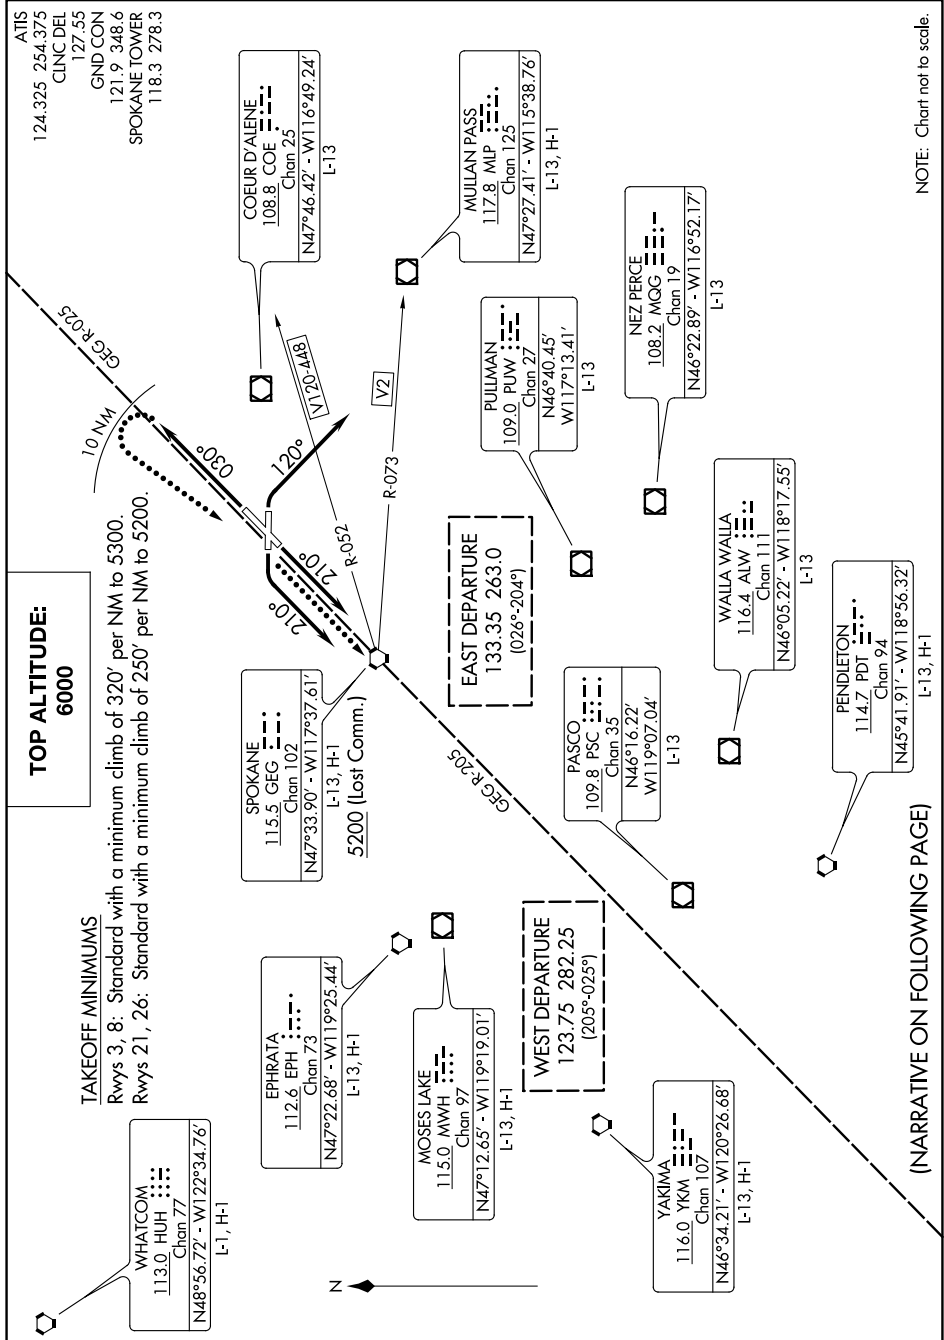 TOP ALTITUDE:
6000
ATIS
124.325 254.375
CLNC DEL
127.55
GND CON
121.9 348.6
SPOKANE TOWER
118.3 278.3
TAKEOFF MINIMUMS
Rwys 3, 8: Standard with a minimum climb of 320' per NM to 5300.
Rwys 21, 26: Standard with a minimum climb of 250' per NM to 5200.
WHATCOM
113.0 HUH
Chan 77
N48°56.72' - W122°34.76'
L-1, H-1
10 NM
GEG R-025
030°
120°
210°
210°
COEUR D'ALENE
108.8 COE
Chan 25
N47°46.42' - W116°49.24'
L-13
SPOKANE
115.5 GEG
Chan 102
N47°33.90' - W117°37.61'
L-13, H-1
5200 (Lost Comm.)
R-052
V120-448
R-073
V2
EPHRATA
112.6 EPH
Chan 73
N47°22.68' - W119°25.44'
L-13, H-1
MULLAN PASS
117.8 MLP
Chan 125
N47°27.41' - W115°38.76'
L-13, H-1
MOSES LAKE
115.0 MWH
Chan 97
N47°12.65' - W119°19.01'
L-13, H-1
GEG R-205
EAST DEPARTURE
133.35 263.0
(026°-204°)
PULLMAN
109.0 PUW
Chan 27
N46°40.45'
W117°13.41'
L-13
WEST DEPARTURE
123.75 282.25
(205°-025°)
PASCO
109.8 PSC
Chan 35
N46°16.22'
W119°07.04'
L-13
NEZ PERCE
108.2 MQG
Chan 19
N46°22.89' - W116°52.17'
L-13
YAKIMA
116.0 YKM
Chan 107
N46°34.21' - W120°26.68'
L-13, H-1
WALLA WALLA
116.4 ALW
Chan 111
N46°05.22' - W118°17.55'
L-13
PENDLETON
114.7 PDT
Chan 94
N45°41.91' - W118°56.32'
L-13, H-1
N
(NARRATIVE ON FOLLOWING PAGE)
NOTE: Chart not to scale.